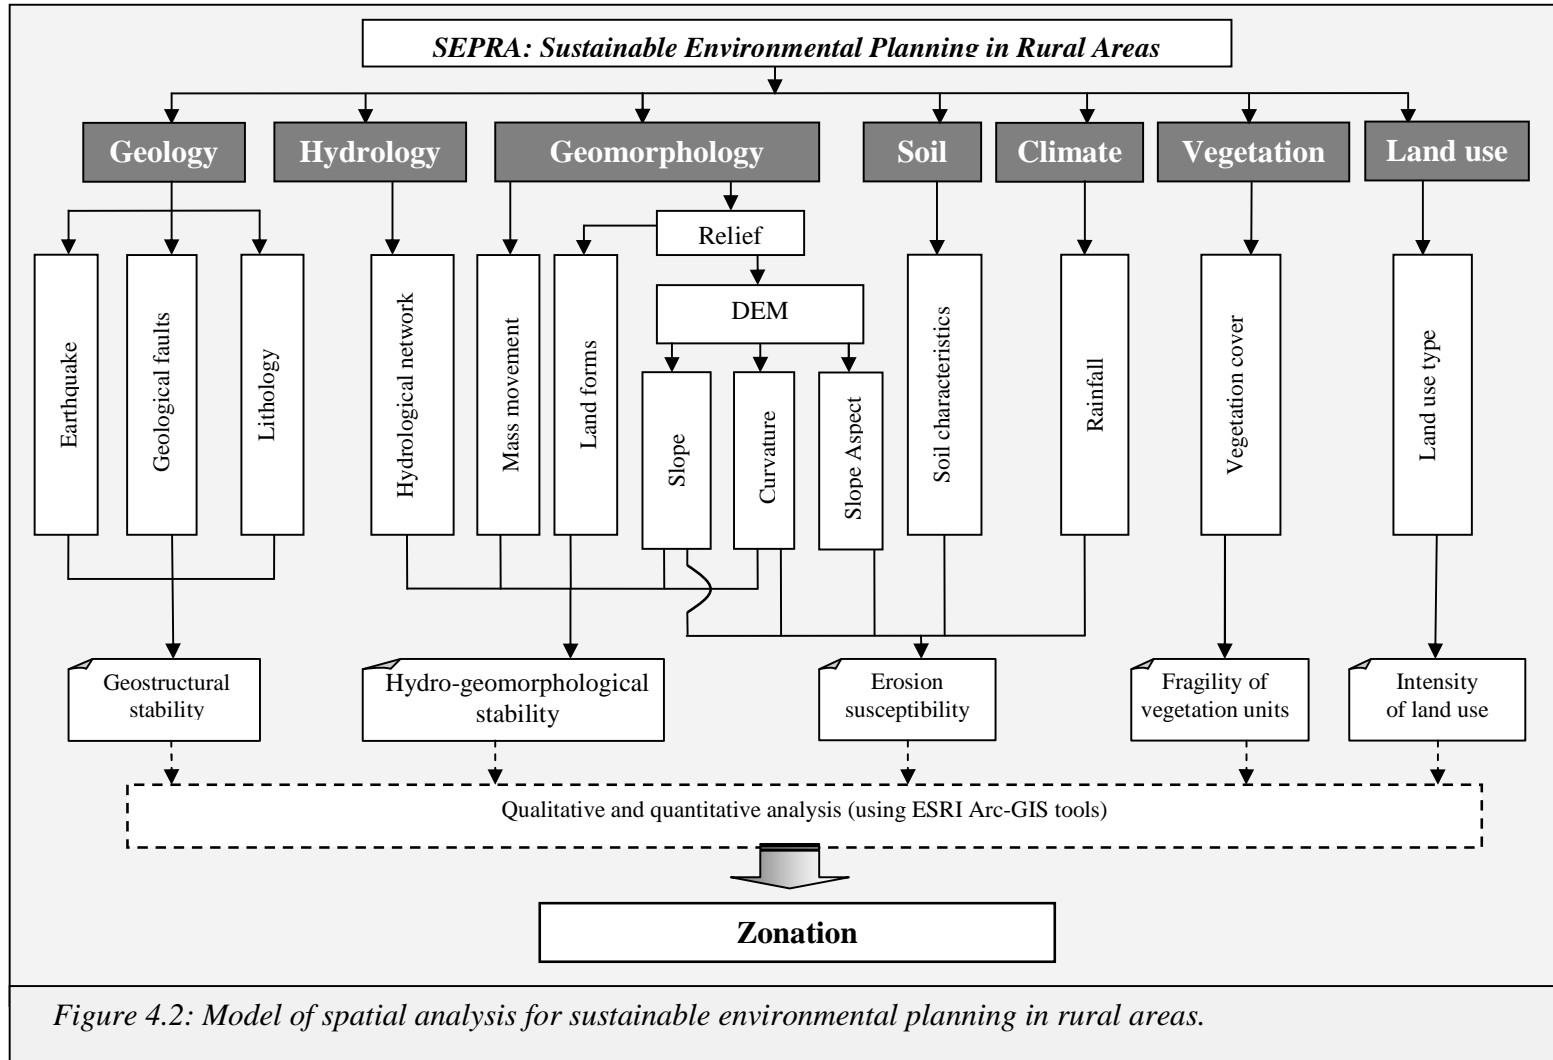 SEPRA: Sustainable Environmental Planning in Rural Areas
Geology
Hydrology
Geomorphology
Soil
Climate
Vegetation
Land use
Relief
DEM
Earthquake
Geological faults
Lithology
Hydrological network
Mass movement
Land forms
Slope
Curvature
Slope Aspect
Soil characteristics
Rainfall
Vegetation cover
Land use type
Geostructural
stability
Hydro-geomorphological
stability
Erosion
susceptibility
Fragility of
vegetation units
Intensity
of land use
Qualitative and quantitative analysis (using ESRI Arc-GIS tools)
Zonation
Figure 4.2: Model of spatial analysis for sustainable environmental planning in rural areas.